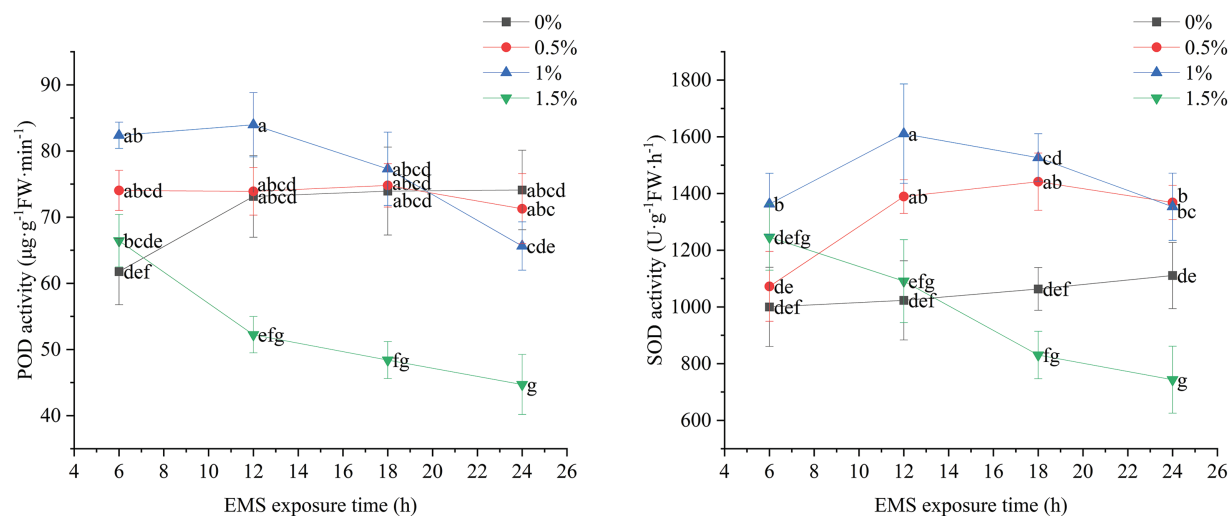 0%
0.5%
1%
1.5%
90
80
70
60
50
40
POD activity (μg·g⁻¹FW·min⁻¹)
ab
a
abcd
abcd
abcd
abcd
abcd
abcd
abcd
abcd
abc
bcde
cde
def
efg
fg
g
4 6 8 10 12 14 16 18 20 22 24 26
EMS exposure time (h)
0%
0.5%
1%
1.5%
1800
1600
1400
1200
1000
800
600
SOD activity (U·g⁻¹FW·h⁻¹)
a
cd
b
ab
ab
b
bc
defg
de
def
efg
def
def
de
fg
g
4 6 8 10 12 14 16 18 20 22 24 26
EMS exposure time (h)